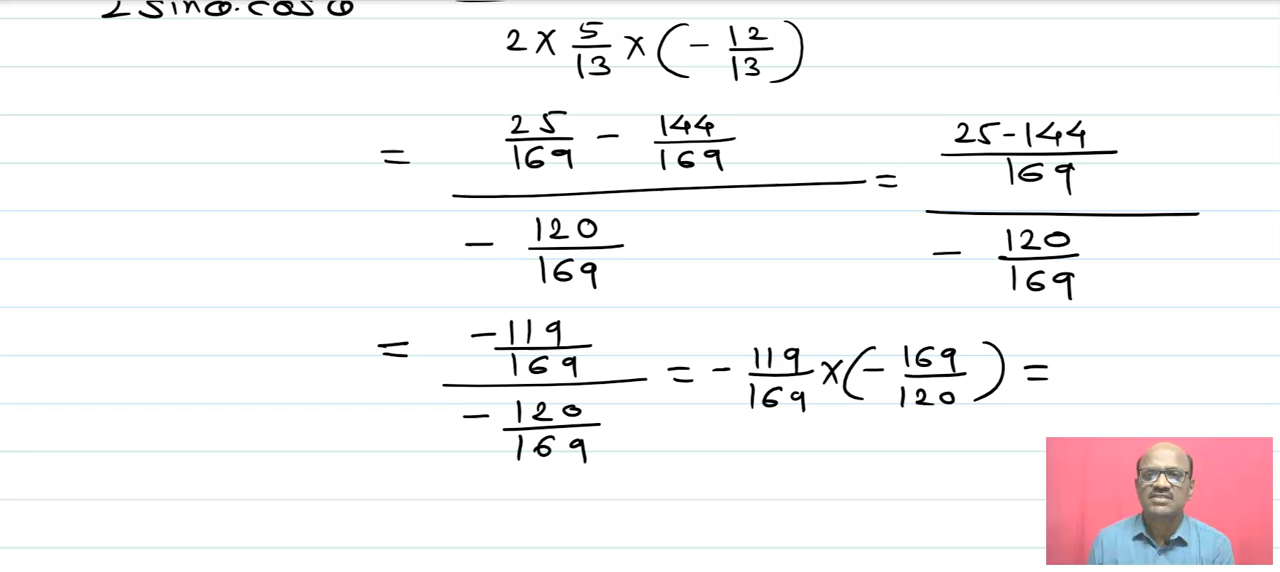 2 sinθ.cosθ
2 × 5/13 × (- 12/13)
= (25/169 - 144/169) / (- 120/169) = ((25-144)/169) / (- 120/169)
= (-119/169) / (- 120/169) = - 119/169 × (- 169/120) =